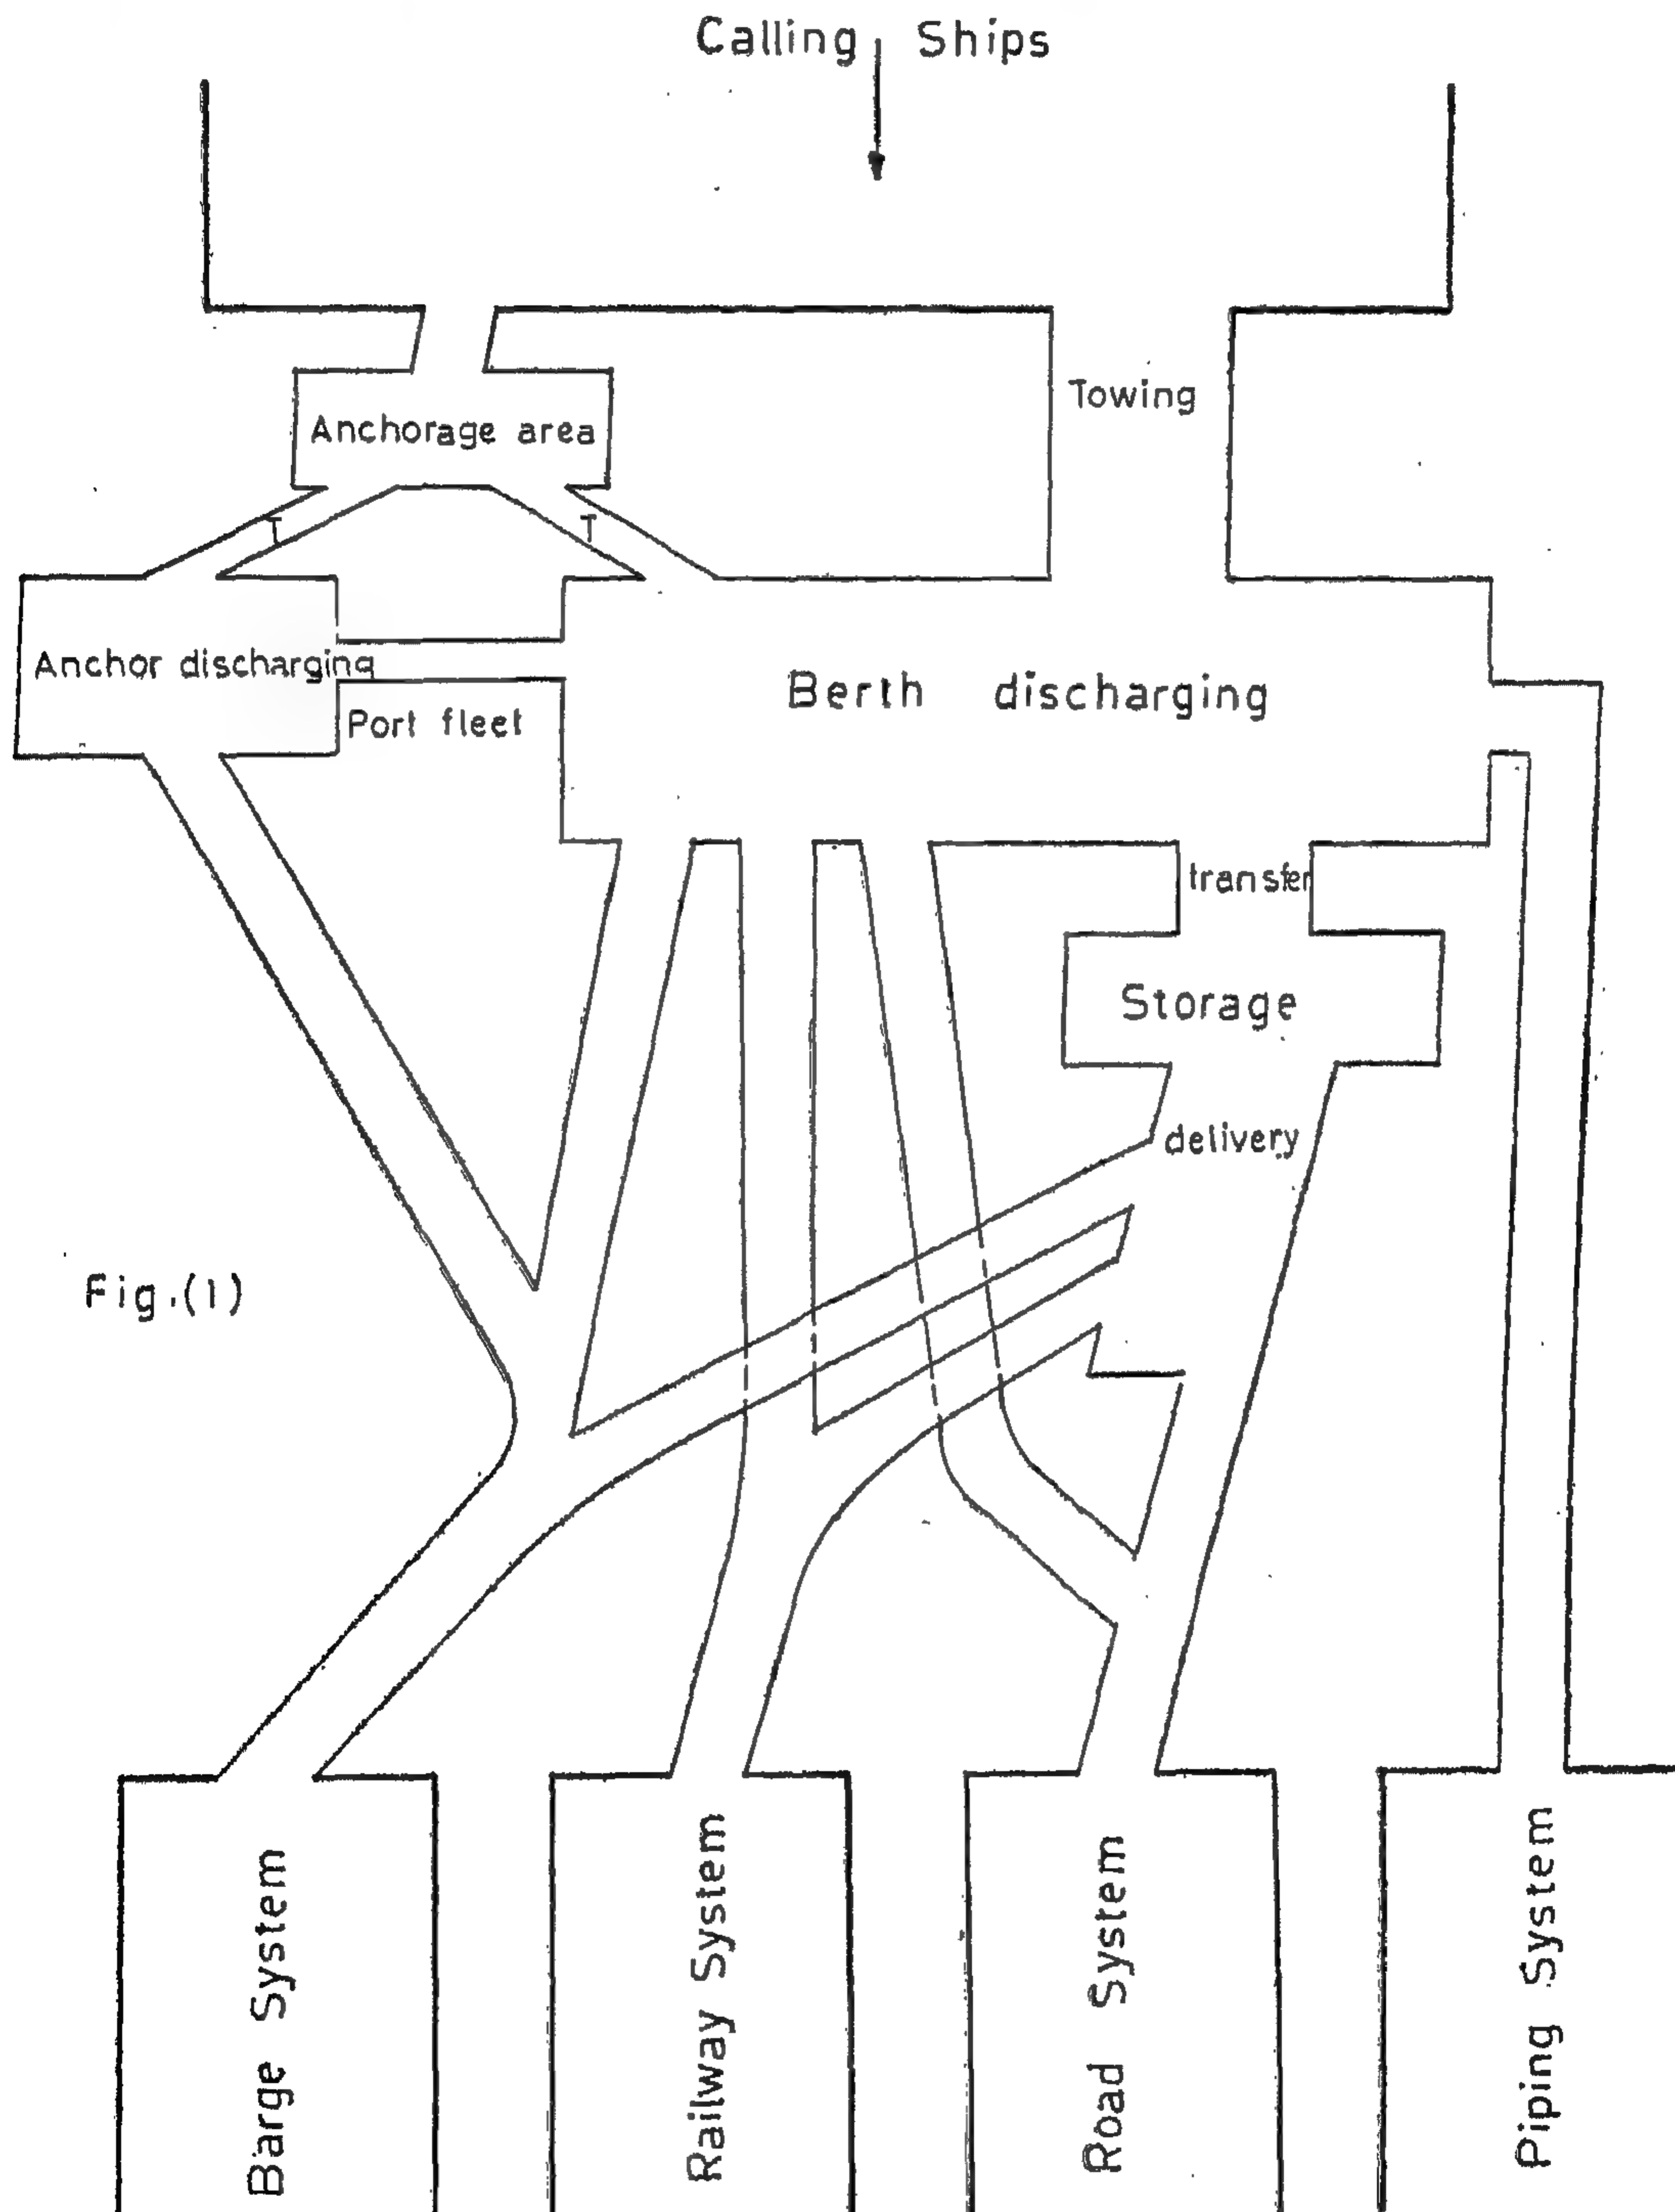 Calling Ships
Towing
Anchorage area
T
T
Anchor discharging
Port fleet
Berth discharging
transfer
Storage
delivery
Fig.(1)
Barge System
Railway System
Road System
Piping System